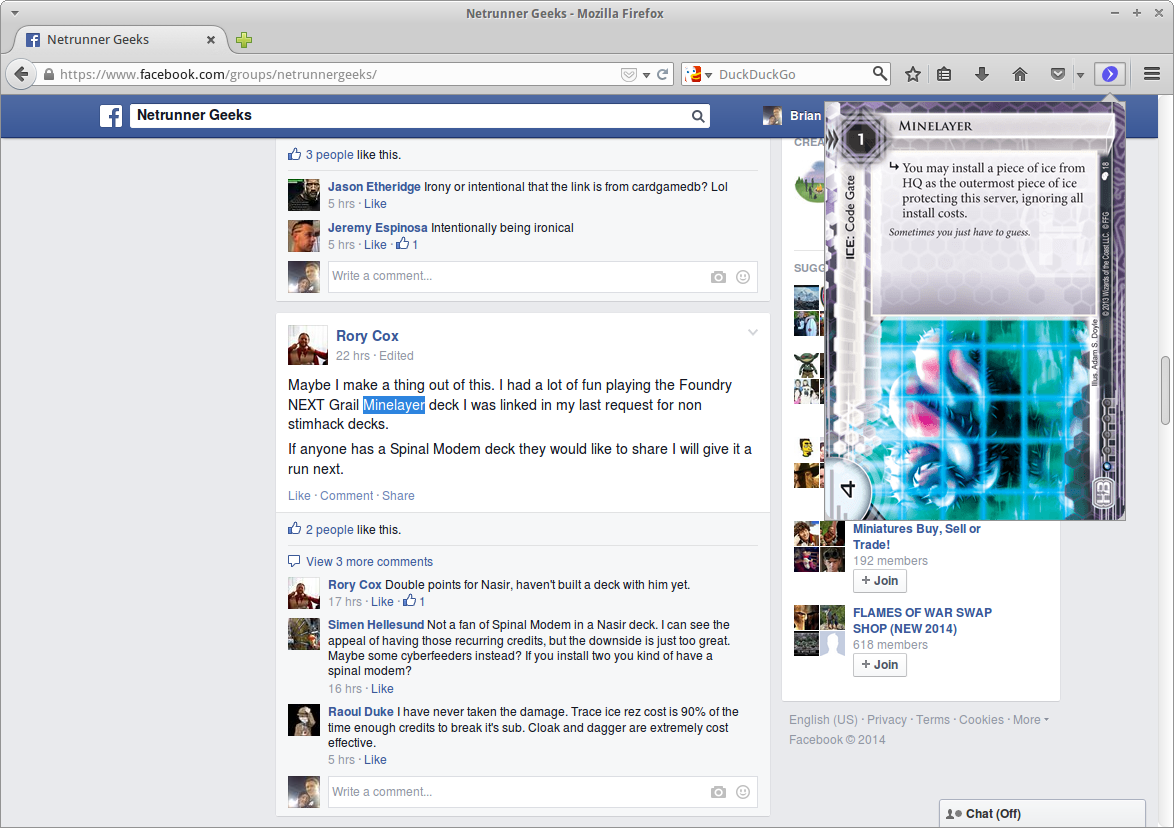 Netrunner Geeks - Mozilla Firefox
Netrunner Geeks
https://www.facebook.com/groups/netrunnergeeks/
DuckDuckGo
Netrunner Geeks
Brian
3 people like this.
Jason Etheridge Irony or intentional that the link is from cardgamedb? Lol
5 hrs · Like
Jeremy Espinosa Intentionally being ironical
5 hrs · Like · 1
Write a comment...
Rory Cox
22 hrs · Edited
Maybe I make a thing out of this. I had a lot of fun playing the Foundry
NEXT Grail Minelayer deck I was linked in my last request for non
stimhack decks.
If anyone has a Spinal Modem deck they would like to share I will give it a
run next.
Like · Comment · Share
2 people like this.
View 3 more comments
Rory Cox Double points for Nasir, haven't built a deck with him yet.
17 hrs · Like · 1
Simen Hellesund Not a fan of Spinal Modem in a Nasir deck. I can see the
appeal of having those recurring credits, but the downside is just too great.
Maybe some cyberfeeders instead? If you install two you kind of have a
spinal modem?
16 hrs · Like
Raoul Duke I have never taken the damage. Trace ice rez cost is 90% of the
time enough credits to break it's sub. Cloak and dagger are extremely cost
effective.
5 hrs · Like
Write a comment...
CREA
SUGG
1
Minelayer
ICE: Code Gate
You may install a piece of ice from
HQ as the outermost piece of ice
protecting this server, ignoring all
install costs.
Sometimes you just have to guess.
18
© 2013 Wizards of the Coast LLC. © FFG
Illus. Adam S. Doyle
4
HB
Miniatures Buy, Sell or
Trade!
192 members
+ Join
FLAMES OF WAR SWAP
SHOP (NEW 2014)
618 members
+ Join
English (US) · Privacy · Terms · Cookies · More
Facebook © 2014
Chat (Off)